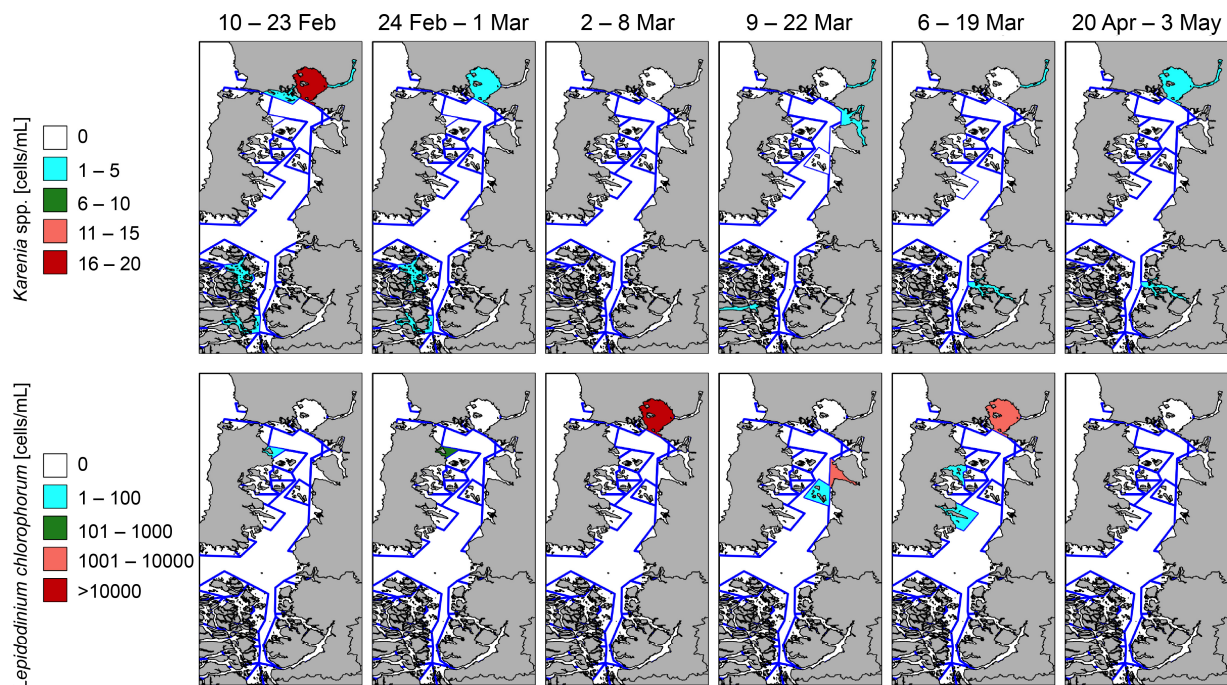 10 – 23 Feb
24 Feb – 1 Mar
2 – 8 Mar
9 – 22 Mar
6 – 19 Mar
20 Apr – 3 May
Karenia spp. [cells/mL]
0
1 – 5
6 – 10
11 – 15
16 – 20
Lepidodinium chlorophorum [cells/mL]
0
1 – 100
101 – 1000
1001 – 10000
>10000